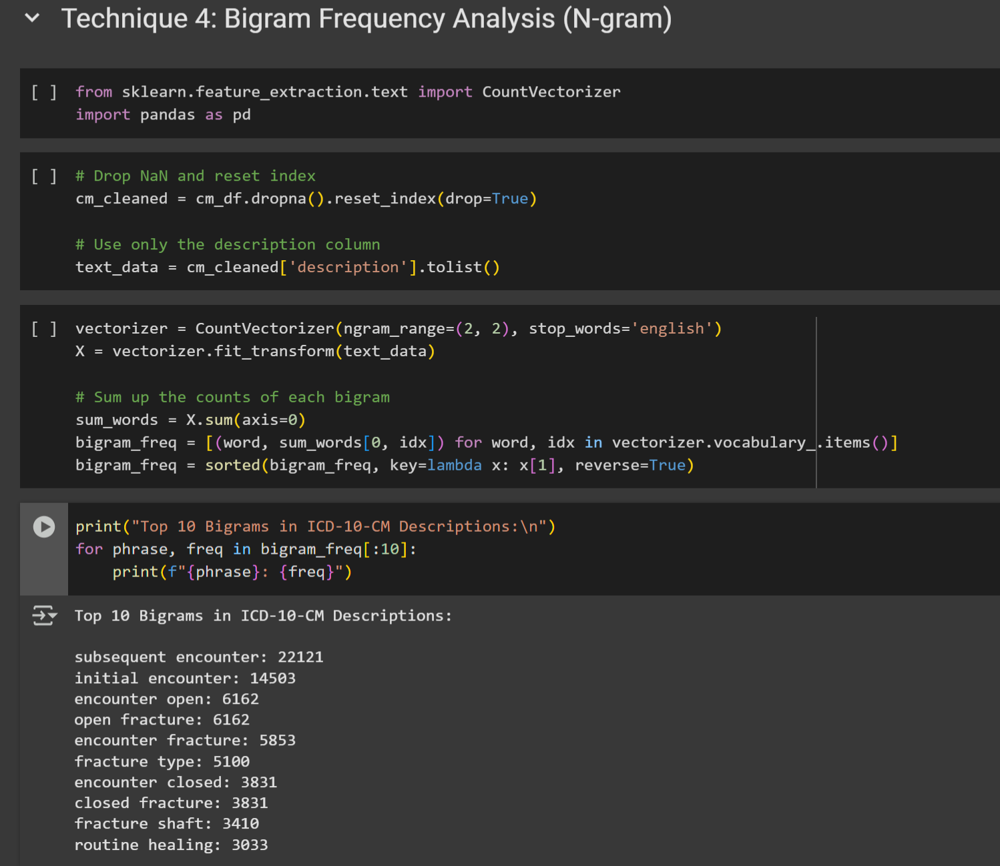 Technique 4: Bigram Frequency Analysis (N-gram)
[ ] from sklearn.feature_extraction.text import CountVectorizer
import pandas as pd
[ ] # Drop NaN and reset index
cm_cleaned = cm_df.dropna().reset_index(drop=True)
# Use only the description column
text_data = cm_cleaned['description'].tolist()
[ ] vectorizer = CountVectorizer(ngram_range=(2, 2), stop_words='english')
X = vectorizer.fit_transform(text_data)
# Sum up the counts of each bigram
sum_words = X.sum(axis=0)
bigram_freq = [(word, sum_words[0, idx]) for word, idx in vectorizer.vocabulary_.items()]
bigram_freq = sorted(bigram_freq, key=lambda x: x[1], reverse=True)
print("Top 10 Bigrams in ICD-10-CM Descriptions:\n")
for phrase, freq in bigram_freq[:10]:
    print(f"{phrase}: {freq}")
Top 10 Bigrams in ICD-10-CM Descriptions:
subsequent encounter: 22121
initial encounter: 14503
encounter open: 6162
open fracture: 6162
encounter fracture: 5853
fracture type: 5100
encounter closed: 3831
closed fracture: 3831
fracture shaft: 3410
routine healing: 3033